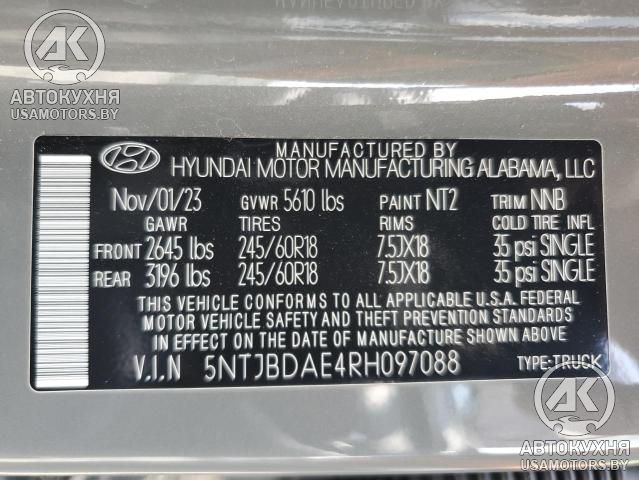 AK
АВТОКУХНЯ
USAMOTORS.BY
MANUFACTURED BY
HYUNDAI MOTOR MANUFACTURING ALABAMA, LLC
Nov/01/23 GVWR 5610 lbs PAINT NT2 TRIM NNB
GAWR TIRES RIMS COLD TIRE INFL
FRONT 2645 lbs 245/60R18 7.5JX18 35 psi SINGLE
REAR 3196 lbs 245/60R18 7.5JX18 35 psi SINGLE
THIS VEHICLE CONFORMS TO ALL APPLICABLE U.S.A. FEDERAL
MOTOR VEHICLE SAFETY AND THEFT PREVENTION STANDARDS
IN EFFECT ON THE DATE OF MANUFACTURE SHOWN ABOVE.
V.I.N 5NTJBDAE4RH097088 TYPE:TRUCK
AK
АВТОКУХНЯ
USAMOTORS.BY